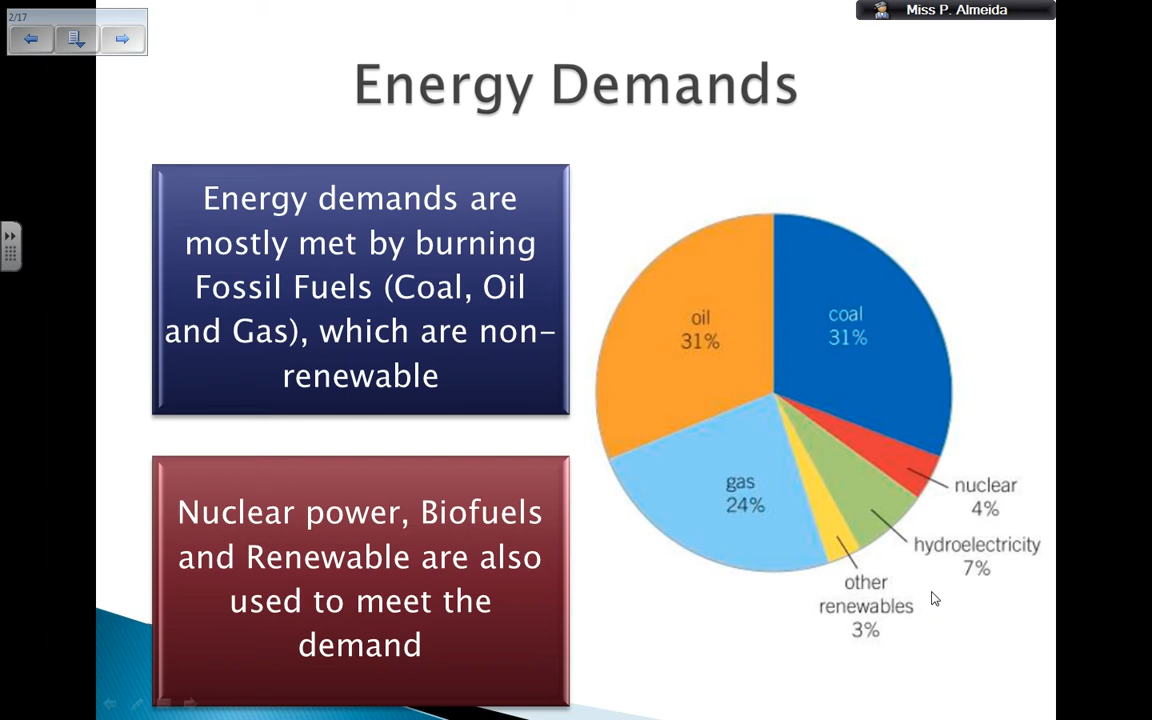 2/17
Miss P. Almeida
Energy Demands
Energy demands are
mostly met by burning
Fossil Fuels (Coal, Oil
and Gas), which are non-
renewable
Nuclear power, Biofuels
and Renewable are also
used to meet the
demand
oil
31%
coal
31%
gas
24%
nuclear
4%
hydroelectricity
7%
other
renewables
3%